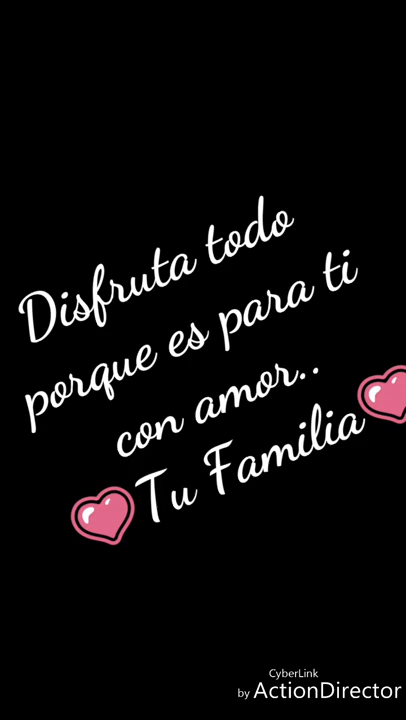 Disfruta todo
porque es para ti
con amor..
Tu Familia
CyberLink
by ActionDirector